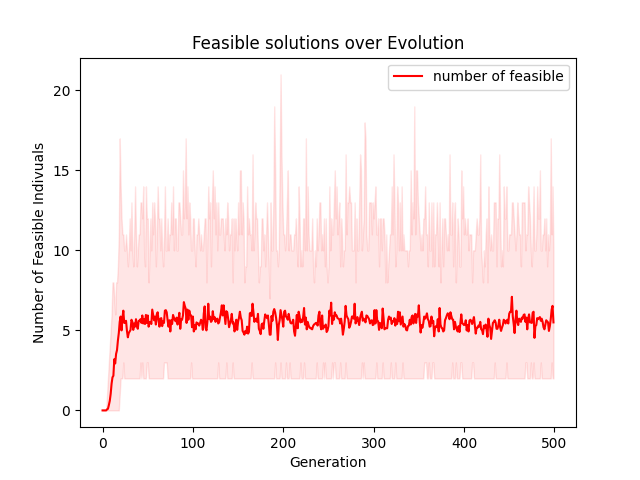 Feasible solutions over Evolution
number of feasible
20
15
10
5
0
Number of Feasible Indivuals
0 100 200 300 400 500
Generation